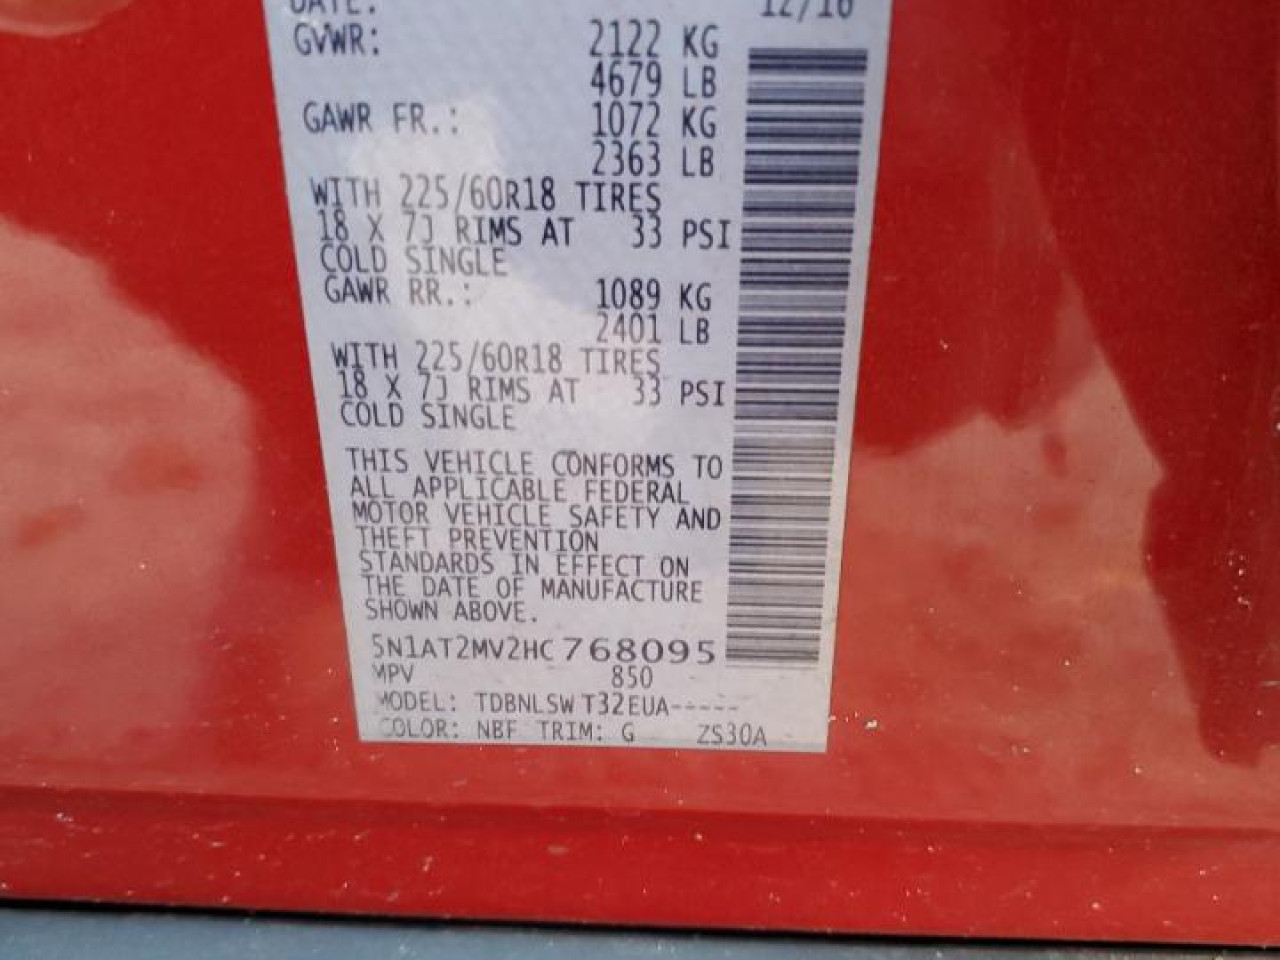 DATE: 12/16
GVWR: 2122 KG
4679 LB
GAWR FR.: 1072 KG
2363 LB
WITH 225/60R18 TIRES
18 X 7J RIMS AT 33 PSI
COLD SINGLE
GAWR RR.: 1089 KG
2401 LB
WITH 225/60R18 TIRES
18 X 7J RIMS AT 33 PSI
COLD SINGLE
THIS VEHICLE CONFORMS TO
ALL APPLICABLE FEDERAL
MOTOR VEHICLE SAFETY AND
THEFT PREVENTION
STANDARDS IN EFFECT ON
THE DATE OF MANUFACTURE
SHOWN ABOVE.
5N1AT2MV2HC768095
MPV 850
MODEL: TDBNLSW T32EUA-----
COLOR: NBF TRIM: G ZS30A